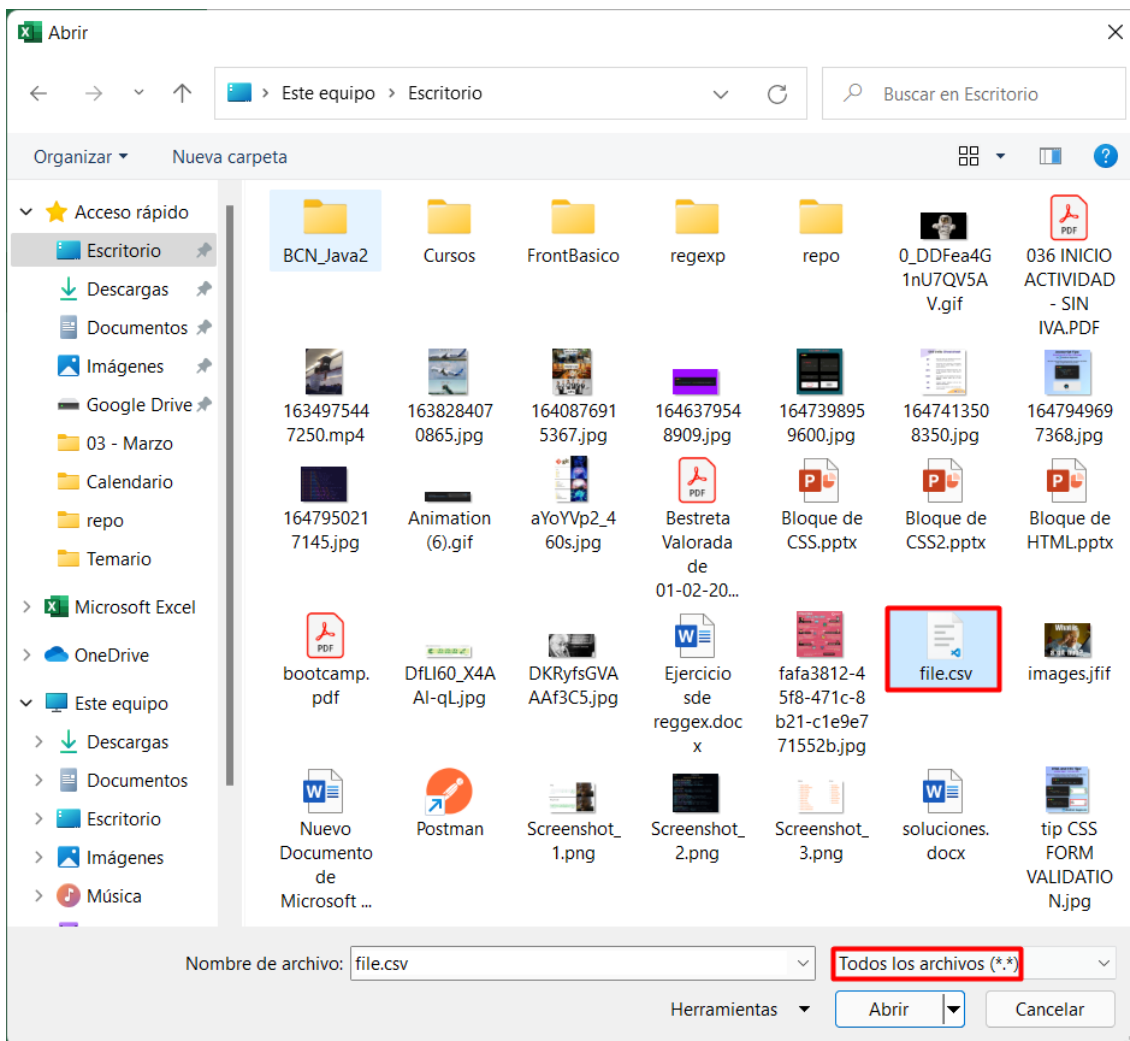 Abrir
Este equipo > Escritorio
Buscar en Escritorio
Organizar
Nueva carpeta
Acceso rápido
Escritorio
Descargas
Documentos
Imágenes
Google Drive
03 - Marzo
Calendario
repo
Temario
Microsoft Excel
OneDrive
Este equipo
Descargas
Documentos
Escritorio
Imágenes
Música
BCN_Java2
Cursos
FrontBasico
regexp
repo
0_DDFea4G
1nU7QV5A
V.gif
036 INICIO
ACTIVIDAD
- SIN
IVA.PDF
163497544
7250.mp4
163828407
0865.jpg
164087691
5367.jpg
164637954
8909.jpg
164739895
9600.jpg
164741350
8350.jpg
164794969
7368.jpg
164795021
7145.jpg
Animation
(6).gif
aYoYVp2_4
60s.jpg
Bestreta
Valorada
de
01-02-20...
Bloque de
CSS.pptx
Bloque de
CSS2.pptx
Bloque de
HTML.pptx
bootcamp.
pdf
DfLI60_X4A
AI-qL.jpg
DKRyfsGVA
AAf3C5.jpg
Ejercicio
sde
reggex.doc
x
fafa3812-4
5f8-471c-8
b21-c1e9e7
71552b.jpg
file.csv
images.jfif
Nuevo
Documento
de
Microsoft ...
Postman
Screenshot_
1.png
Screenshot_
2.png
Screenshot_
3.png
soluciones.
docx
tip CSS
FORM
VALIDATIO
N.jpg
Nombre de archivo: file.csv
Todos los archivos (*.*)
Herramientas
Abrir
Cancelar